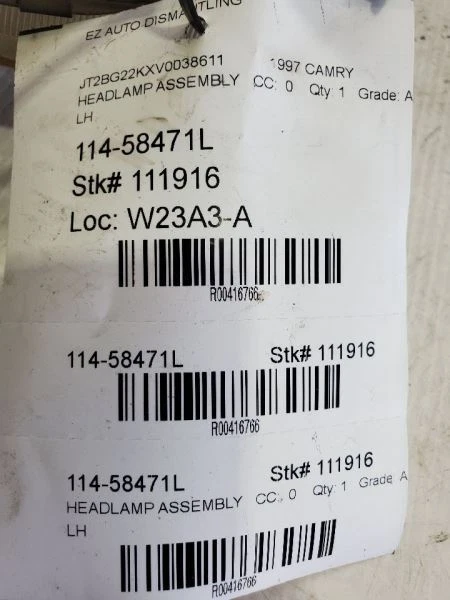 EZ AUTO DISMANTLING
JT2BG22KXV0038611 1997 CAMRY
HEADLAMP ASSEMBLY CC: 0 Qty: 1 Grade: A
LH
114-58471L
Stk# 111916
Loc: W23A3-A
R00416766
114-58471L Stk# 111916
R00416766
114-58471L Stk# 111916
HEADLAMP ASSEMBLY CC: 0 Qty: 1 Grade: A
LH
R00416766